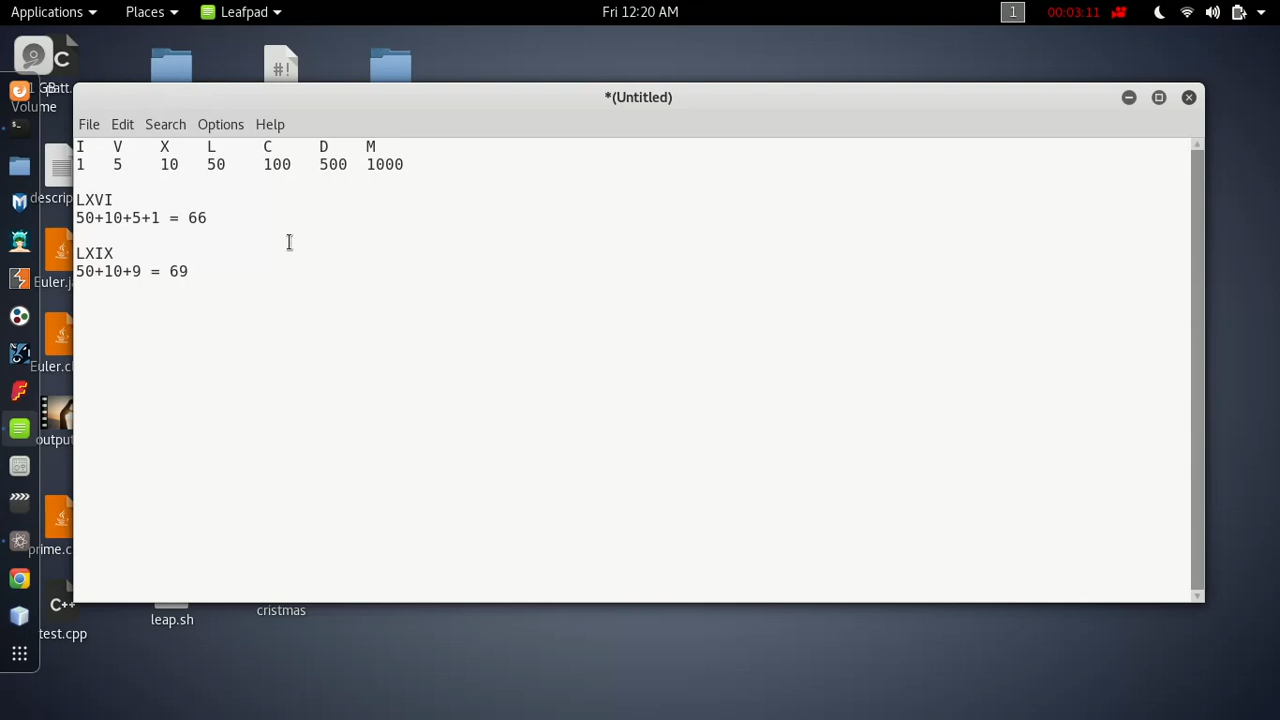 Applications Places Leafpad Fri 12:20 AM 1 00:03:11
Volume
*(Untitled)
File Edit Search Options Help
I V X L C D M
1 5 10 50 100 500 1000
LXVI
50+10+5+1 = 66
LXIX
50+10+9 = 69
#!
C
descrip
Euler.j
Euler.c
output
prime.c
C++
test.cpp
leap.sh
cristmas